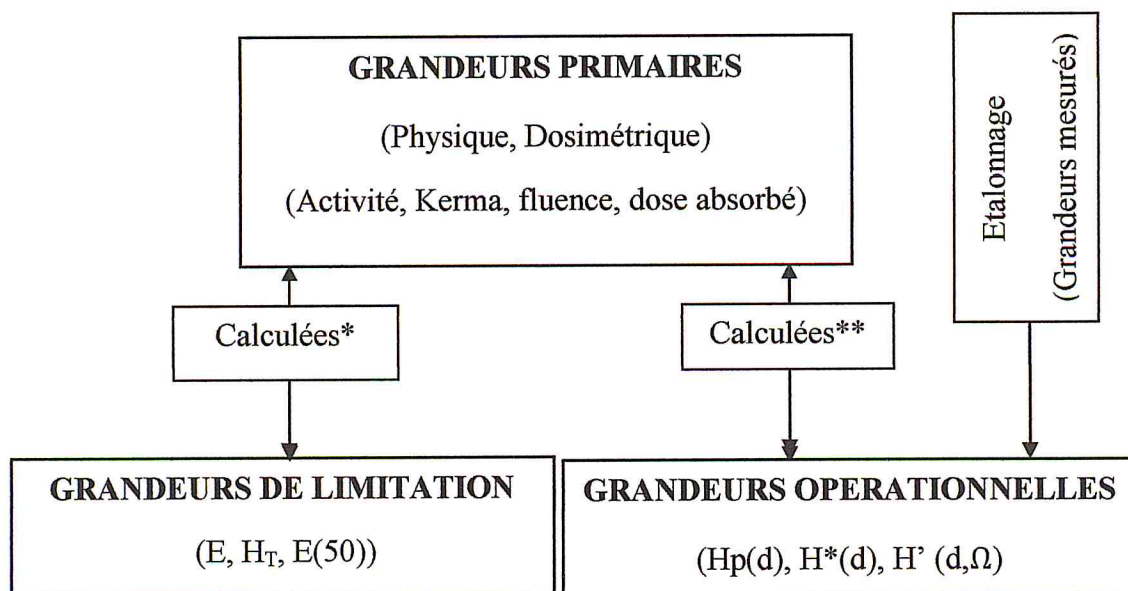 GRANDEURS PRIMAIRES
(Physique, Dosimétrique)
(Activité, Kerma, fluence, dose absorbé)
Etalonnage
(Grandeurs mesurés)
Calculées*
Calculées**
GRANDEURS DE LIMITATION
(E, H_T, E(50))
GRANDEURS OPERATIONNELLES
(Hp(d), H*(d), H’ (d,Ω)